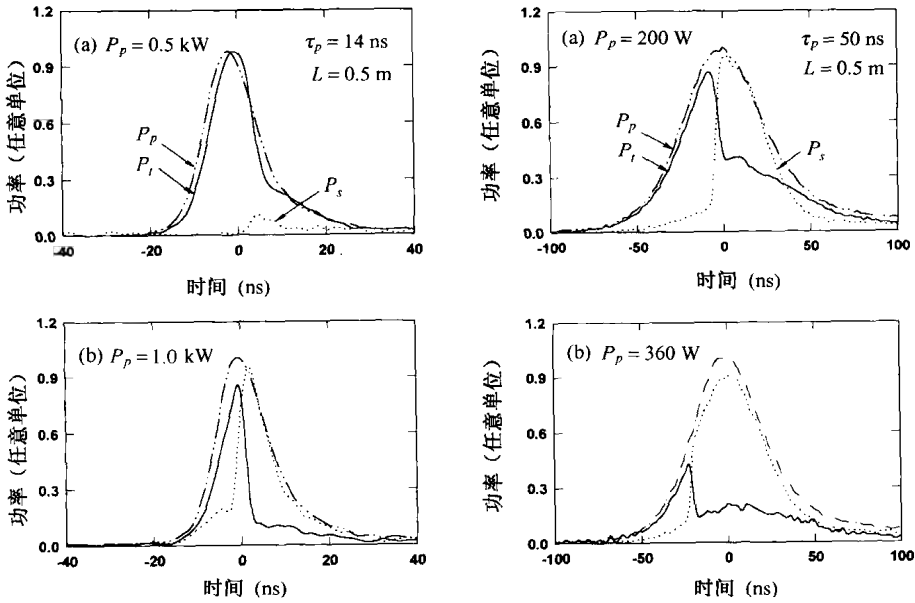 (a) P_p = 0.5 kW
τ_p = 14 ns
L = 0.5 m
P_p
P_t
P_s
1.2
0.9
0.6
0.3
0.0
功率 (任意单位)
-40 -20 0 20 40
时间 (ns)
(a) P_p = 200 W
τ_p = 50 ns
L = 0.5 m
P_p
P_t
P_s
1.2
0.9
0.6
0.3
0.0
功率 (任意单位)
-100 -50 0 50 100
时间 (ns)
(b) P_p = 1.0 kW
1.2
0.9
0.6
0.3
0.0
功率 (任意单位)
-40 -20 0 20 40
时间 (ns)
(b) P_p = 360 W
1.2
0.9
0.6
0.3
0.0
功率 (任意单位)
-100 -50 0 50 100
时间 (ns)